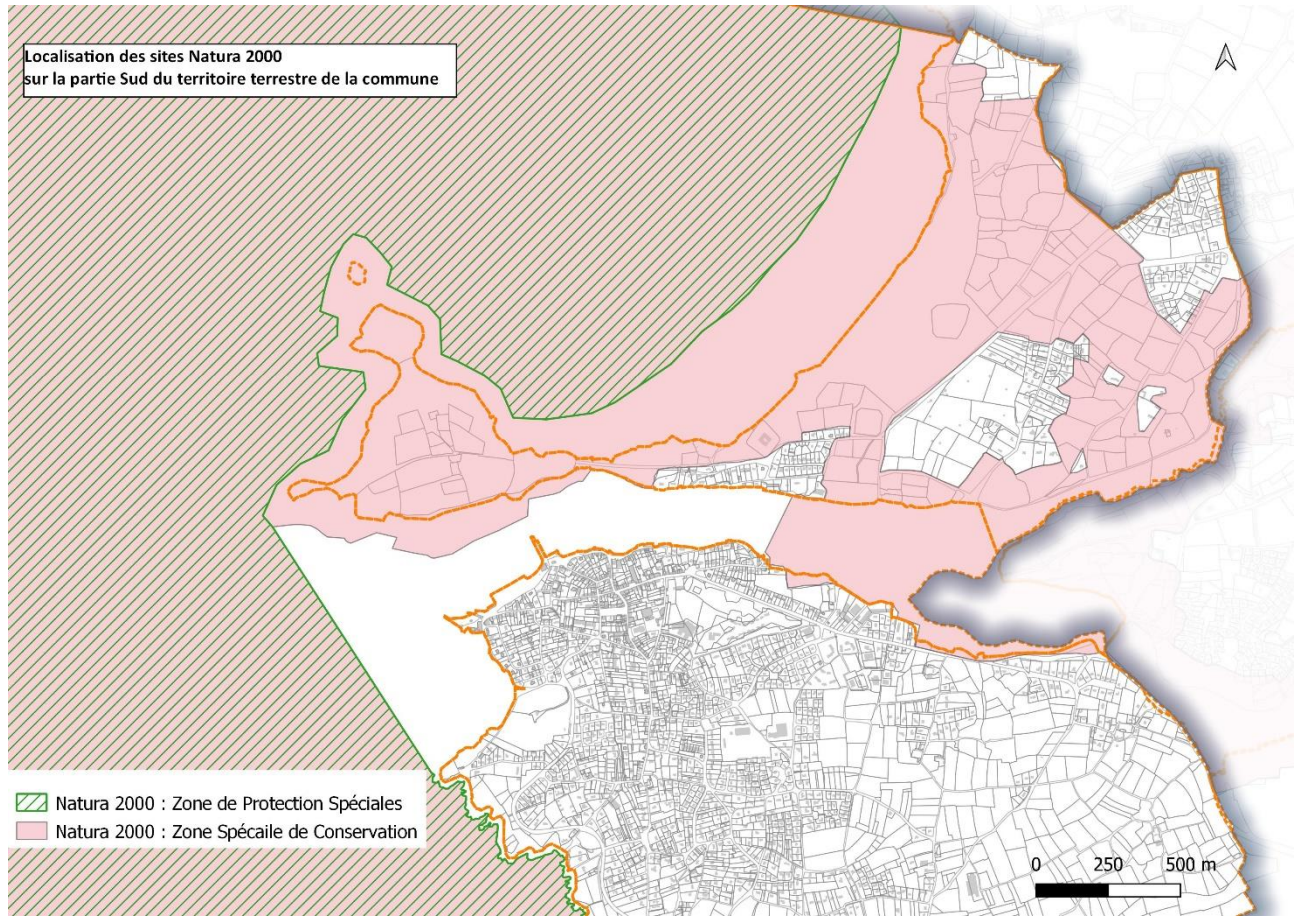 Localisation des sites Natura 2000
sur la partie Sud du territoire terrestre de la commune
Natura 2000 : Zone de Protection Spéciales
Natura 2000 : Zone Spécaile de Conservation
0 250 500 m